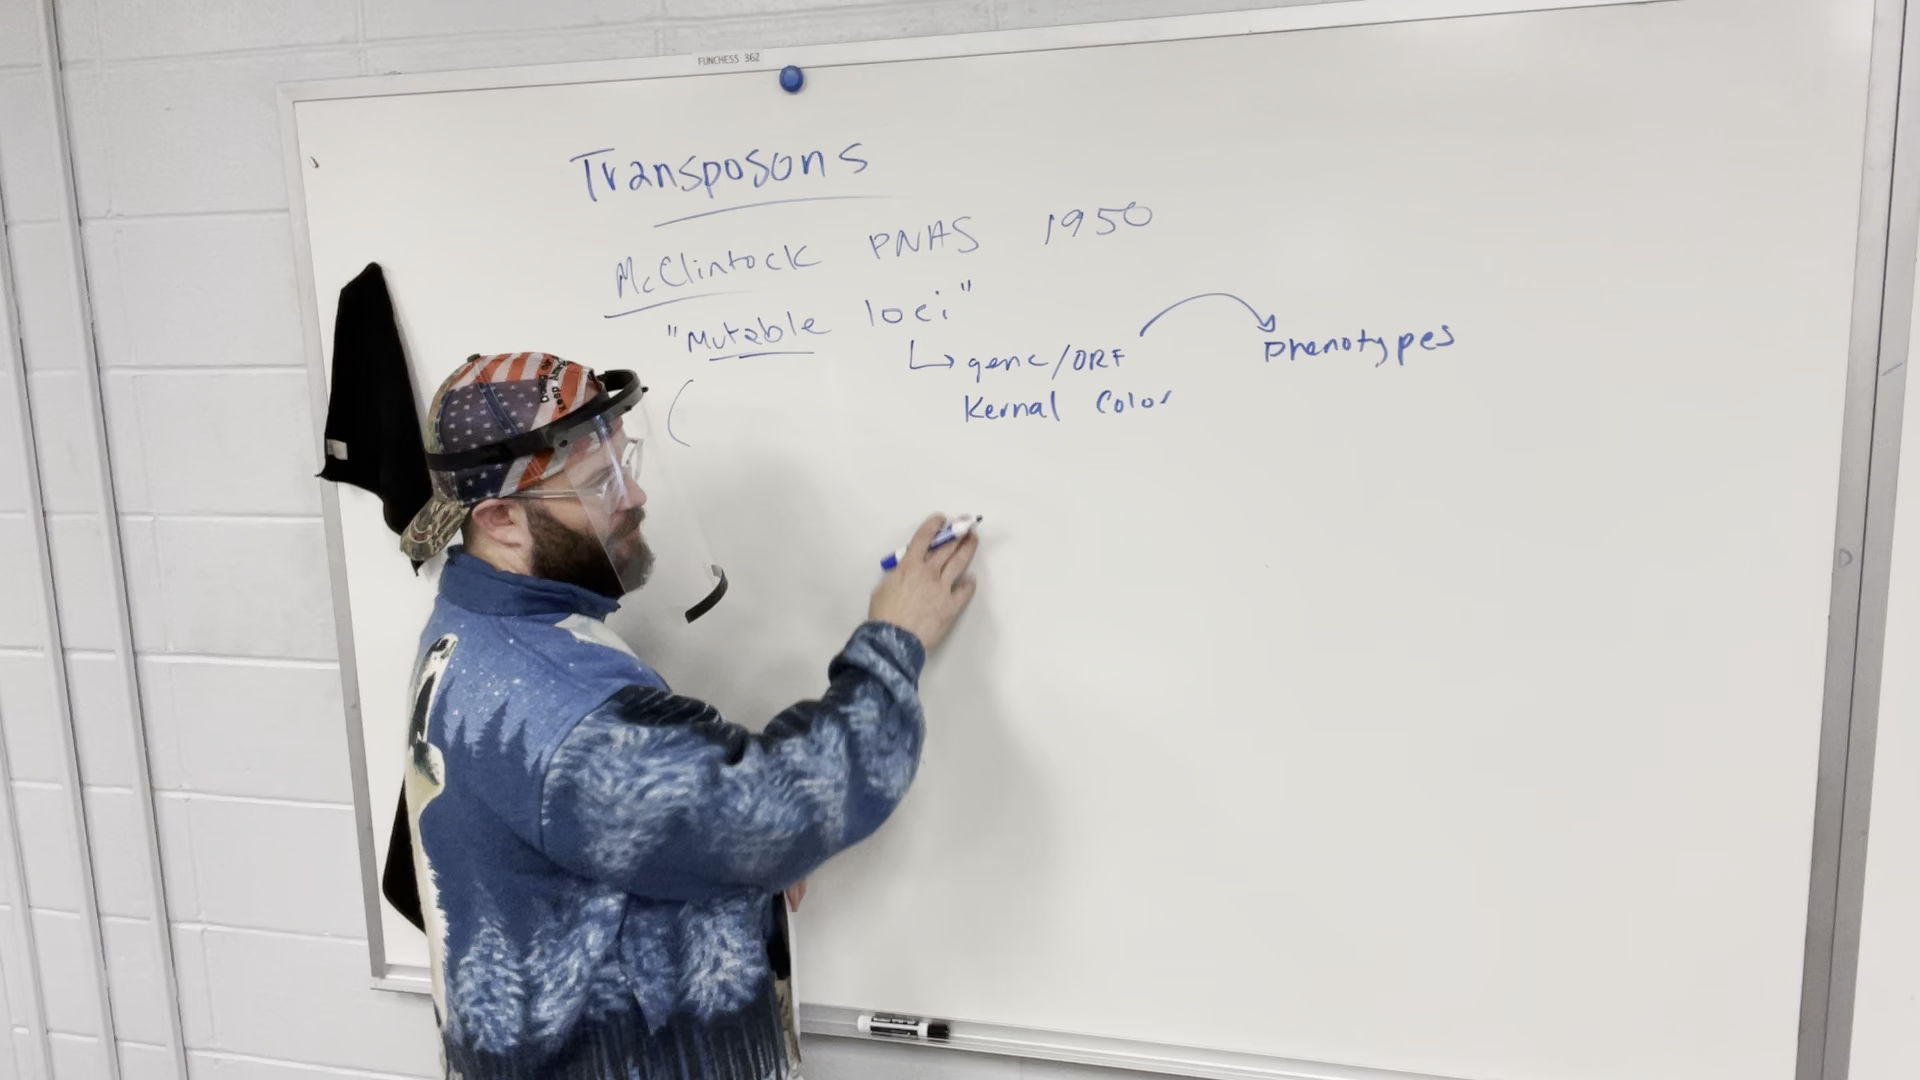 FUNCHESS 362
Transposons
McClintock PNAS 1950
"Mutable loci"
↳ gene/ORF
Phenotypes
Kernal Color